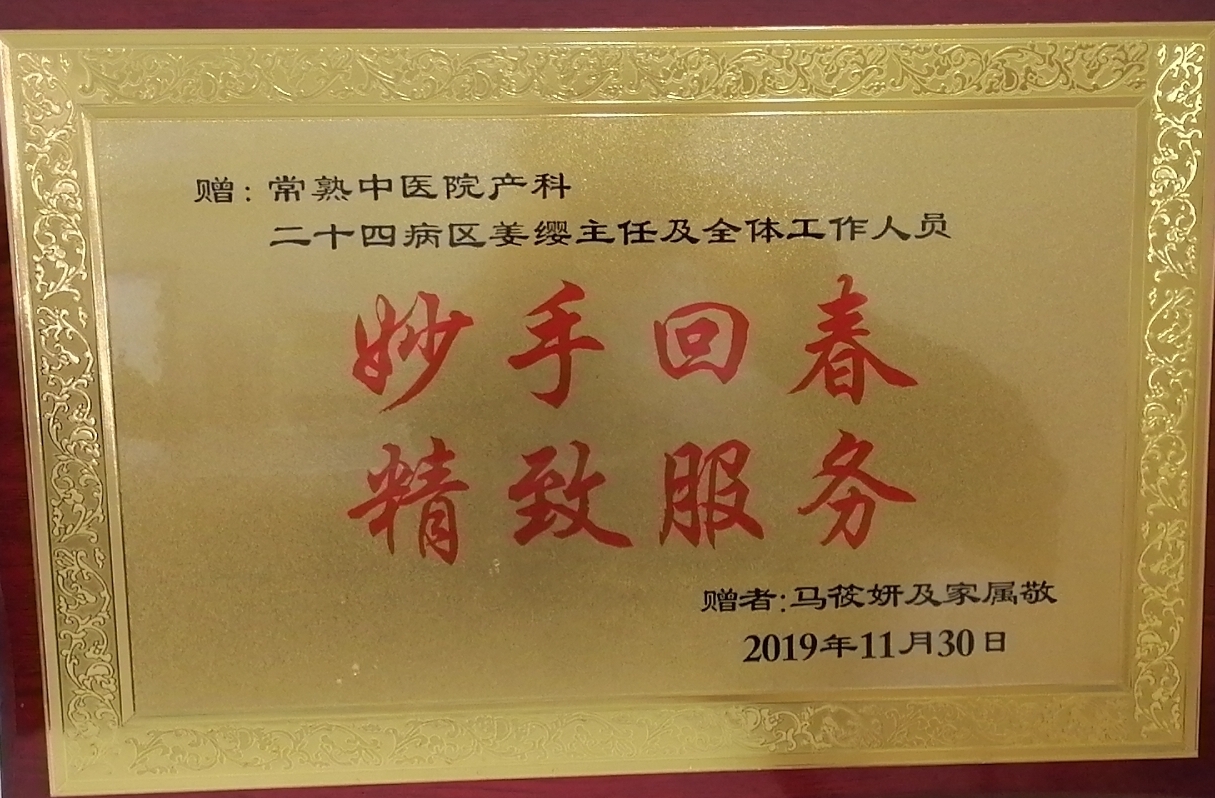 赠:常熟中医院产科
二十四病区姜缨主任及全体工作人员
妙手回春
精致服务
赠者:马筱妍及家属敬
2019年11月30日